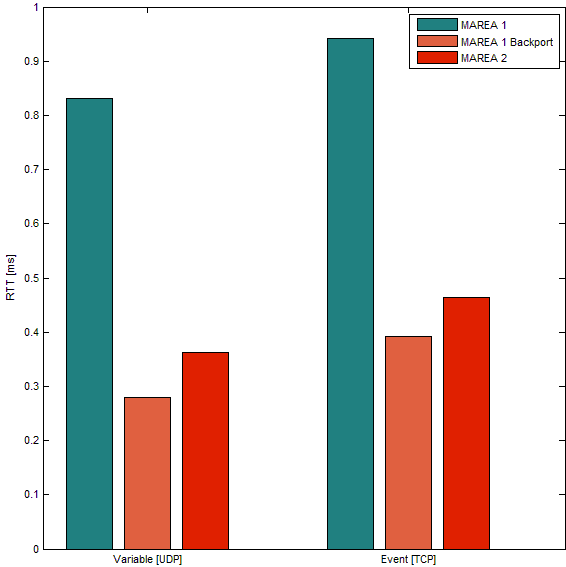 1
0.9
0.8
0.7
0.6
0.5
0.4
0.3
0.2
0.1
0
RTT [ms]
MAREA 1
MAREA 1 Backport
MAREA 2
Variable [UDP]
Event [TCP]